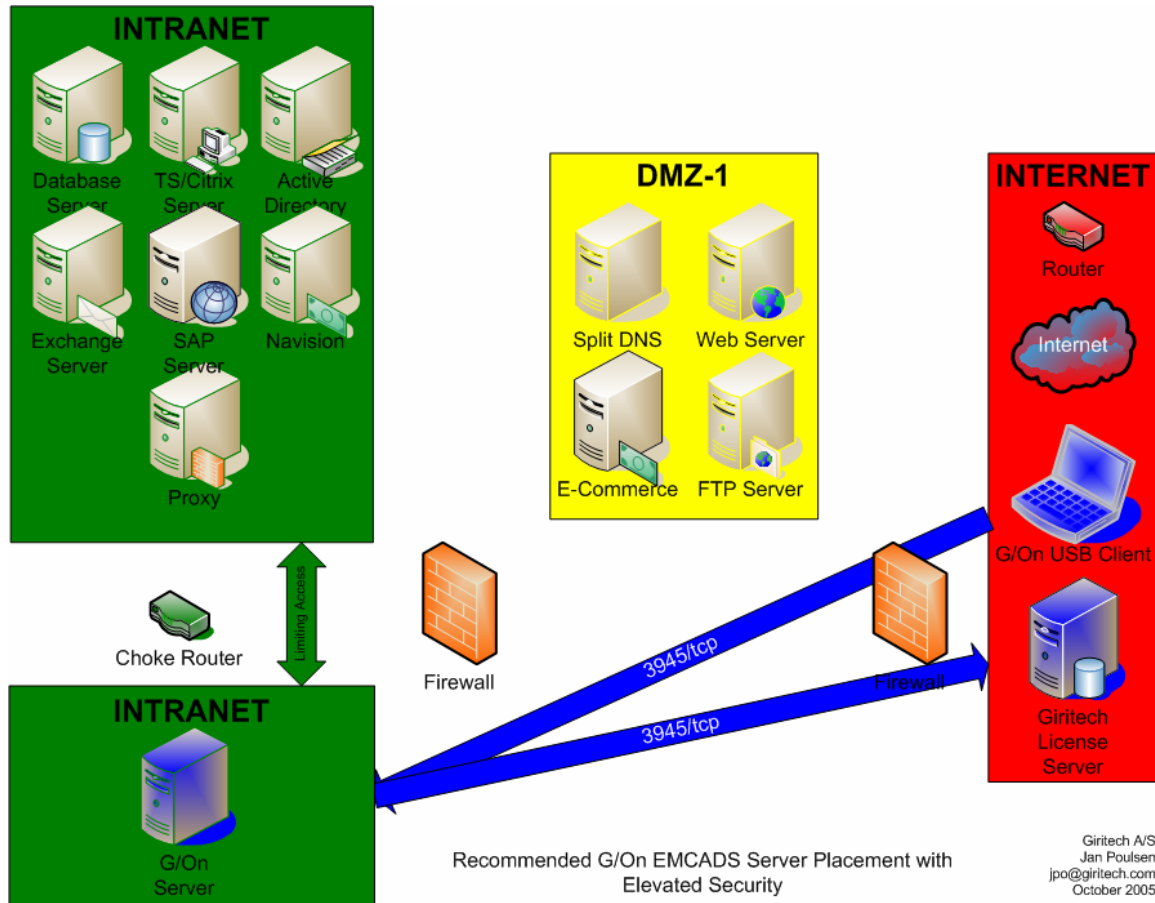 INTRANET
Database
Server
TS/Citrix
Server
Active
Directory
Exchange
Server
SAP
Server
Navision
Proxy
DMZ-1
Split DNS
Web Server
E-Commerce
FTP Server
INTERNET
Router
Internet
G/On USB Client
Giritech
License
Server
Choke Router
Limiting Access
Firewall
Firewall
3945/tcp
3945/tcp
INTRANET
G/On
Server
Recommended G/On EMCADS Server Placement with
Elevated Security
Giritech A/S
Jan Poulsen
jpo@giritech.com
October 2005